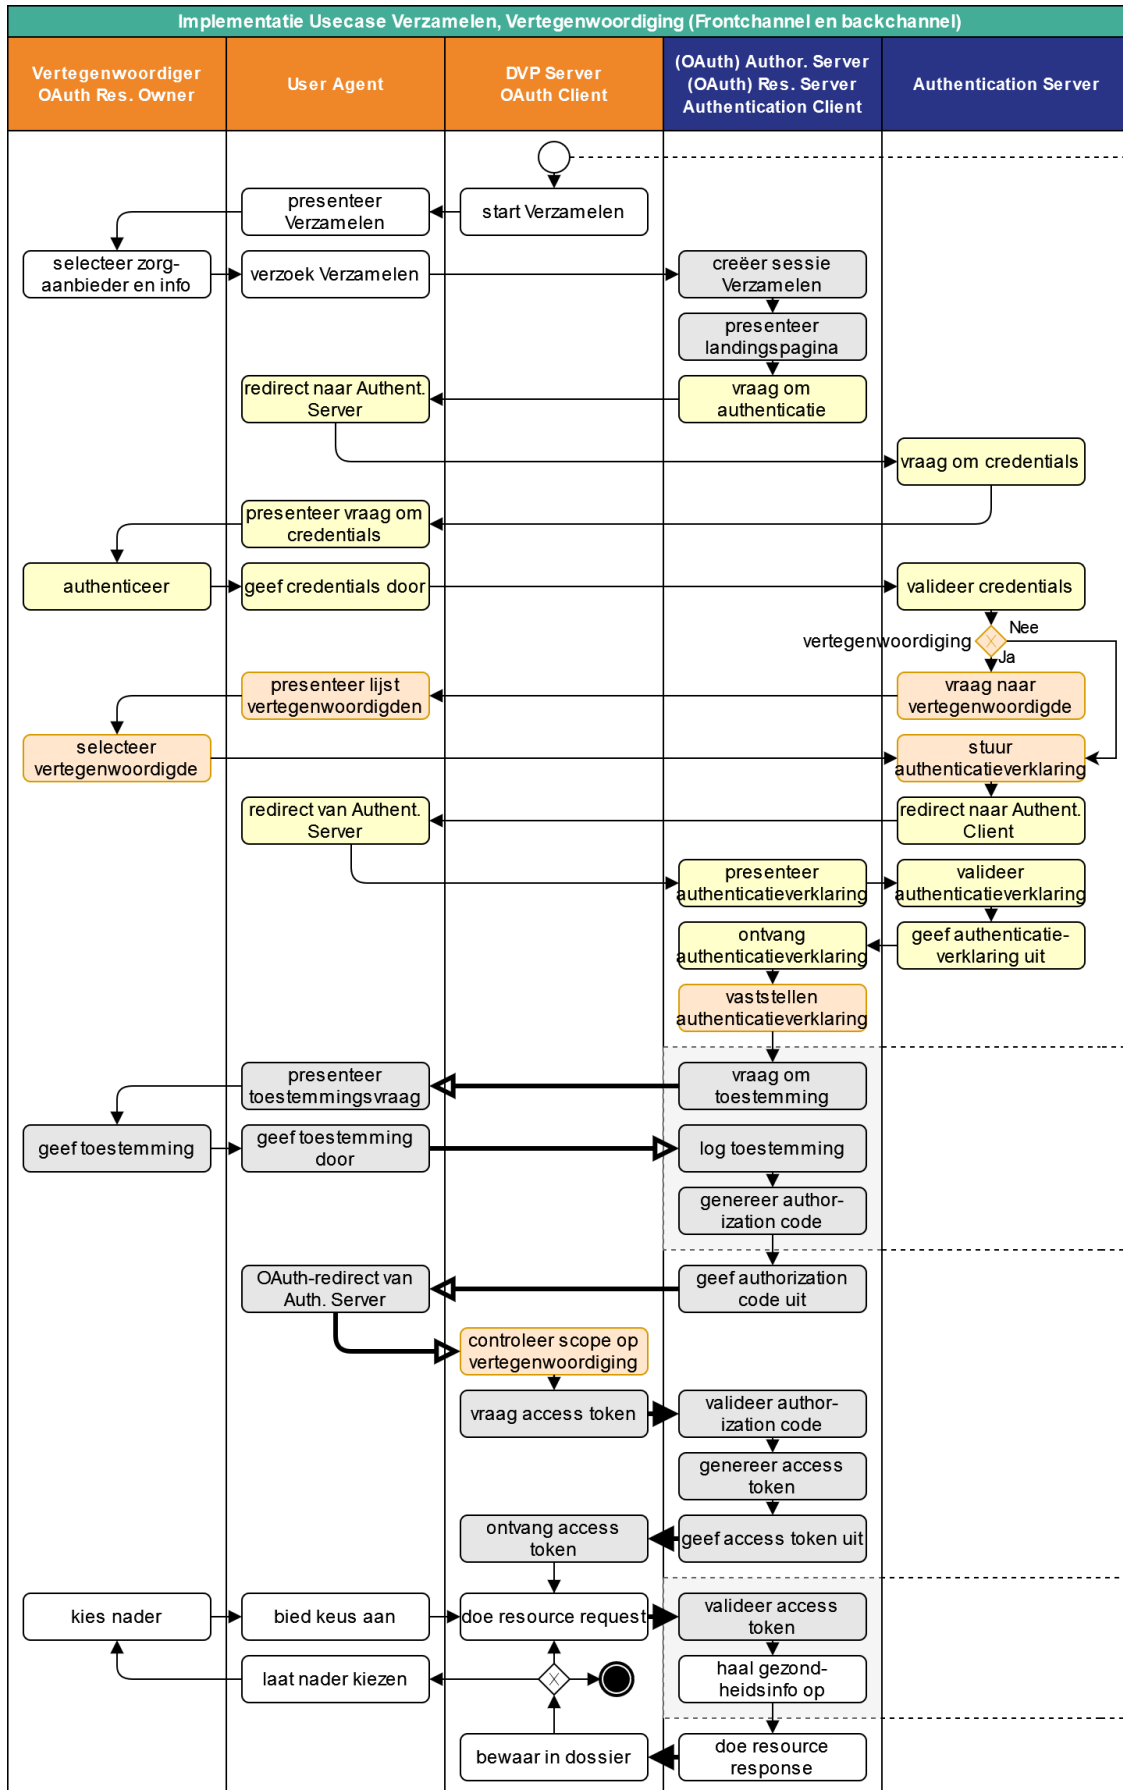 Implementatie Usecase Verzamelen, Vertegenwoordiging (Frontchannel en backchannel)
Vertegenwoordiger
OAuth Res. Owner
User Agent
DVP Server
OAuth Client
(OAuth) Author. Server
(OAuth) Res. Server
Authentication Client
Authentication Server
presenteer
Verzamelen
start Verzamelen
selecteer zorg-
aanbieder en info
verzoek Verzamelen
creëer sessie
Verzamelen
presenteer
landingspagina
redirect naar Authent.
Server
vraag om
authenticatie
vraag om credentials
presenteer vraag om
credentials
authenticeer
geef credentials door
valideer credentials
vertegenwoordiging
X
Nee
Ja
presenteer lijst
vertegenwoordigden
vraag naar
vertegenwoordigde
selecteer
vertegenwoordigde
stuur
authenticatieverklaring
redirect van Authent.
Server
redirect naar Authent.
Client
presenteer
authenticatieverklaring
valideer
authenticatieverklaring
ontvang
authenticatieverklaring
geef authenticatie-
verklaring uit
vaststellen
authenticatieverklaring
presenteer
toestemmingsvraag
vraag om
toestemming
geef toestemming
geef toestemming
door
log toestemming
genereer author-
ization code
OAuth-redirect van
Auth. Server
geef authorization
code uit
controleer scope op
vertegenwoordiging
vraag access token
valideer author-
ization code
genereer access
token
ontvang access
token
geef access token uit
kies nader
bied keus aan
doe resource request
valideer access
token
laat nader kiezen
X
haal gezond-
heidsinfo op
bewaar in dossier
doe resource
response